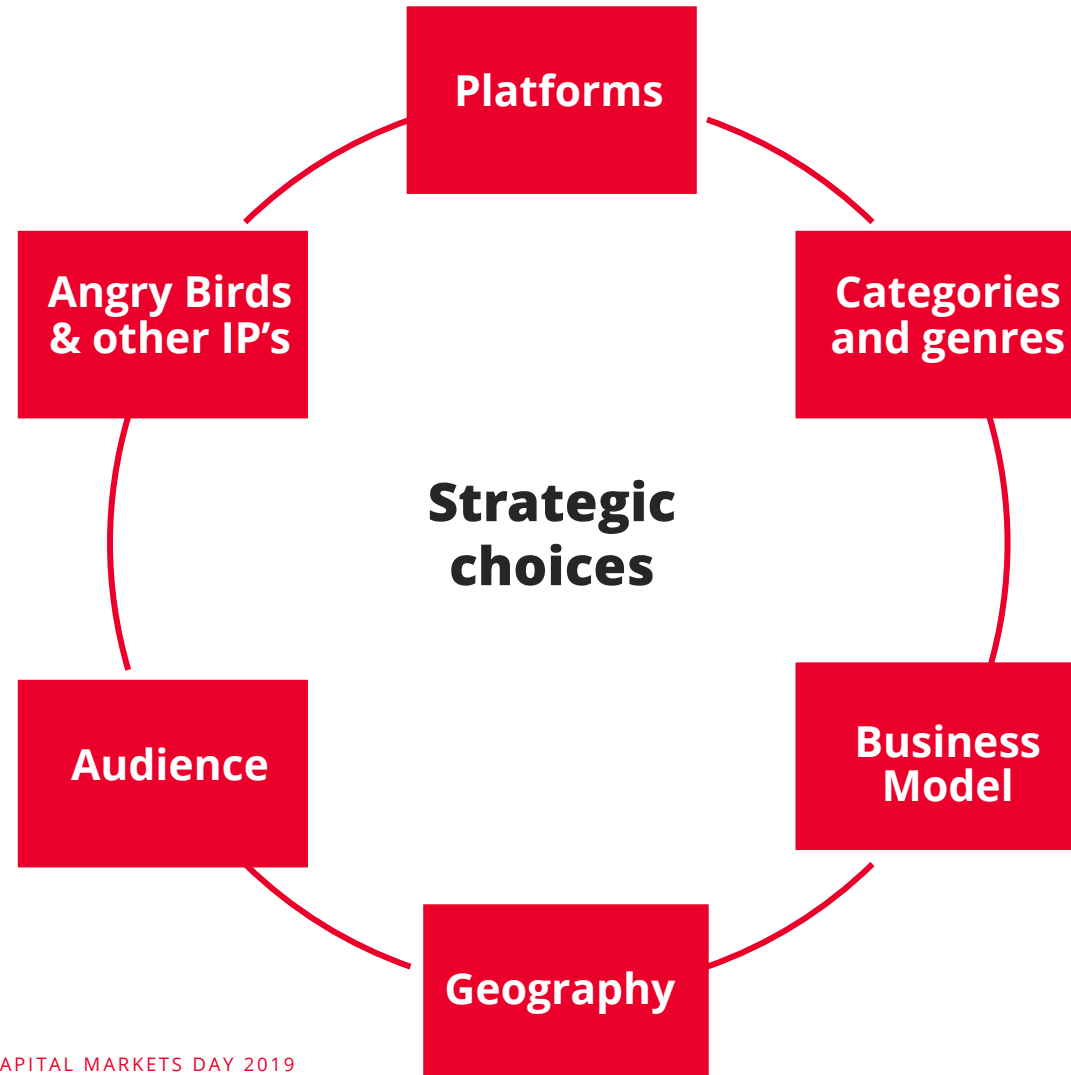 Platforms
Angry Birds
& other IP’s
Categories
and genres
Strategic
choices
Audience
Business
Model
Geography
APITAL MARKETS DAY 2019